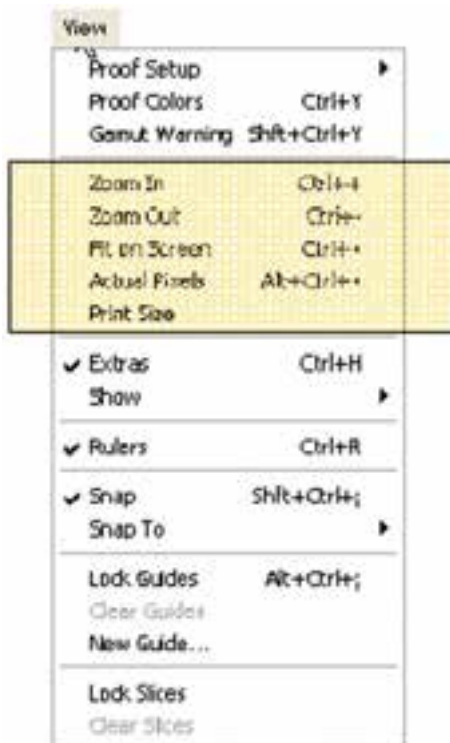 View
Proof Setup
Proof Colors Ctrl+Y
Gamut Warning Shft+Ctrl+Y
Zoom In Ctrl++
Zoom Out Ctrl+-
Fit on Screen
Actual Pixels
Print Size
Extras Ctrl+H
Show
Rulers Ctrl+R
Snap Shft+Ctrl+;
Snap To
Lock Guides Alt+Ctrl+;
Clear Guides
New Guide...
Lock Slices
Clear Slices